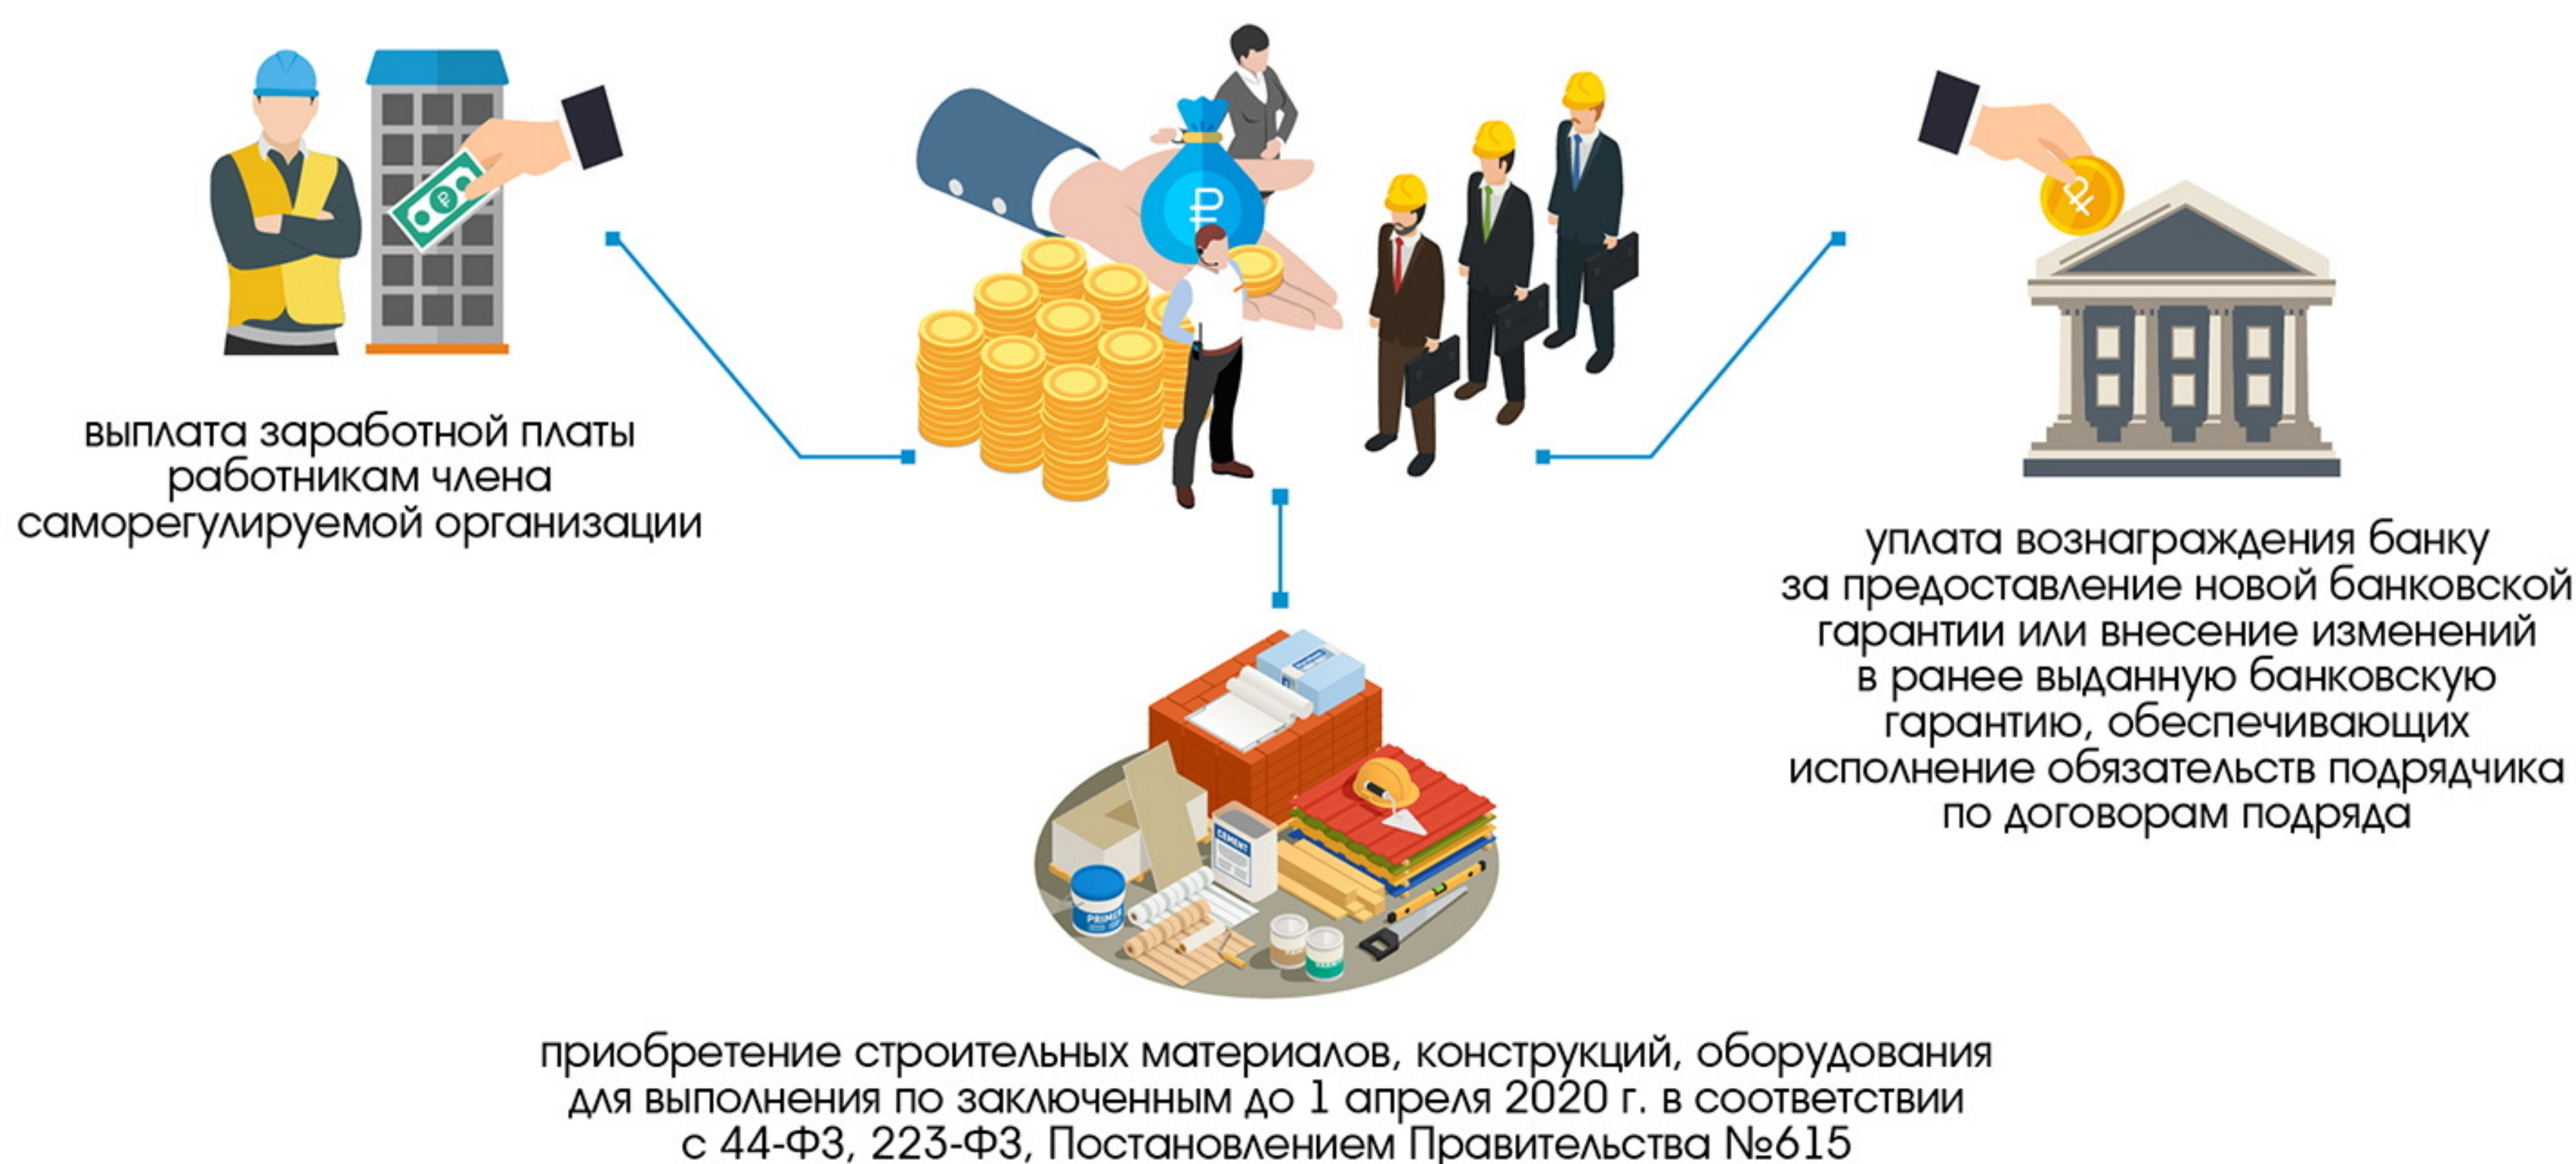 выплата заработной платы
работникам члена
саморегулируемой организации
уплата вознаграждения банку
за предоставление новой банковской
гарантии или внесение изменений
в ранее выданную банковскую
гарантию, обеспечивающих
исполнение обязательств подрядчика
по договорам подряда
CEMENT
PRIMER
приобретение строительных материалов, конструкций, оборудования
для выполнения по заключенным до 1 апреля 2020 г. в соответствии
с 44-ФЗ, 223-ФЗ, Постановлением Правительства №615